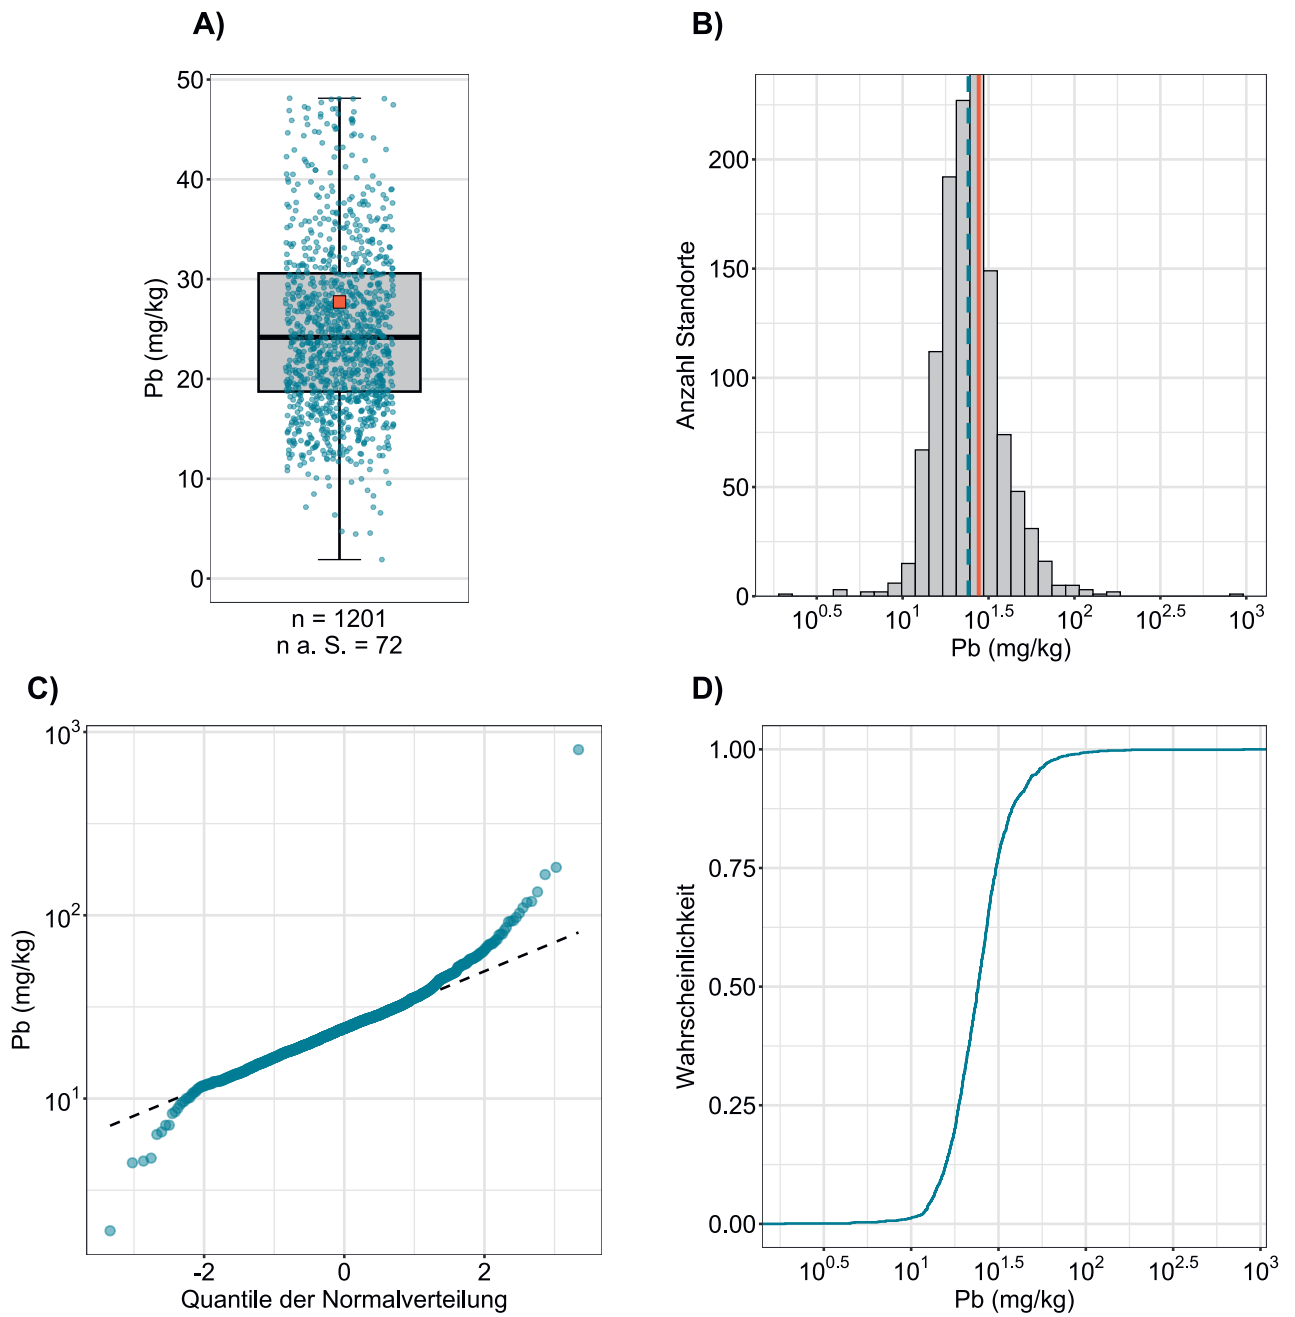 A)
B)
50
40
30
20
10
0
Pb (mg/kg)
n = 1201
n a. S. = 72
200
150
100
50
0
Anzahl Standorte
10^0.5 10^1 10^1.5 10^2 10^2.5 10^3
Pb (mg/kg)
C)
D)
10^3
10^2
10^1
Pb (mg/kg)
-2 0 2
Quantile der Normalverteilung
1.00
0.75
0.50
0.25
0.00
Wahrscheinlichkeit
10^0.5 10^1 10^1.5 10^2 10^2.5 10^3
Pb (mg/kg)